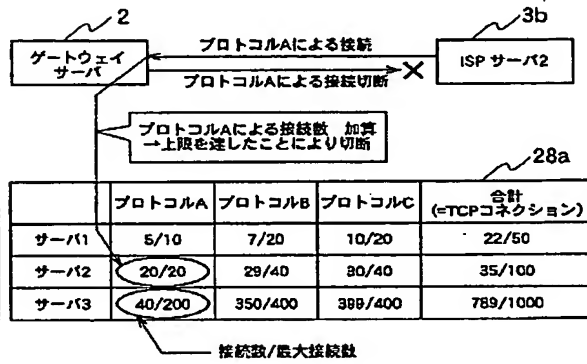 2
3b
ゲートウェイ
サーバ
プロトコルAによる接続
プロトコルAによる接続切断
ISP サーバ2
プロトコルAによる接続数 加算
→上限を達したことにより切断
28a
プロトコルA プロトコルB プロトコルC 合計
(=TCPコネクション)
サーバ1 5/10 7/20 10/20 22/50
サーバ2 20/20 29/40 30/40 35/100
サーバ3 40/200 350/400 399/400 789/1000
接続数/最大接続数